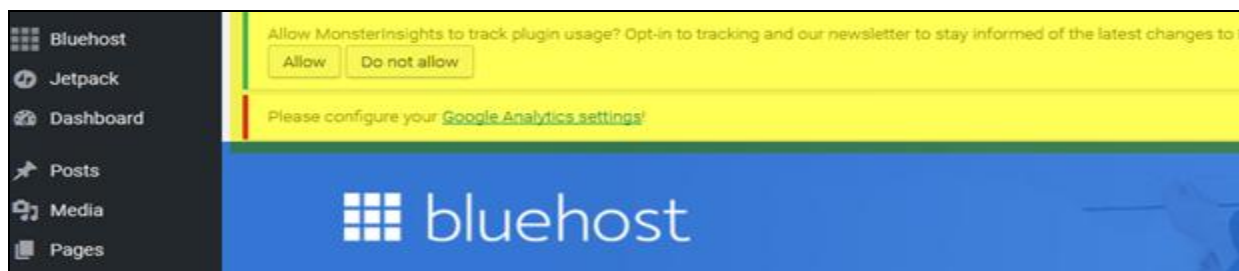 Bluehost
Jetpack
Dashboard
Posts
Media
Pages
Allow MonsterInsights to track plugin usage? Opt-in to tracking and our newsletter to stay informed of the latest changes to
Allow Do not allow
Please configure your Google Analytics settings!
bluehost